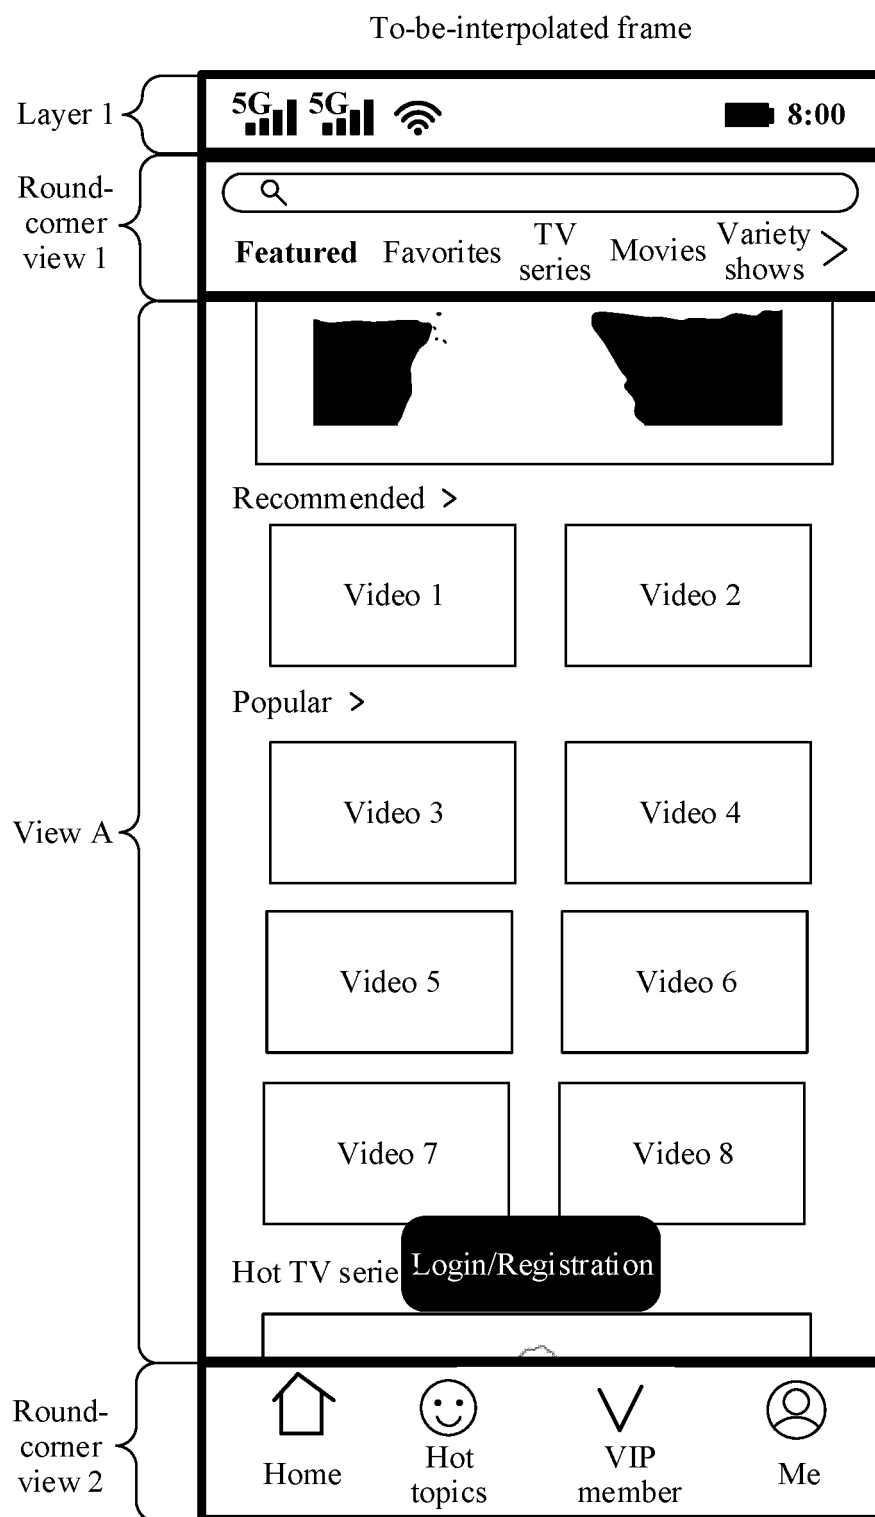 To-be-interpolated frame
Layer 1
5G 5G 8:00
Round-
corner
view 1
Featured
Favorites
TV
series
Movies
Variety
shows
View A
Recommended >
Video 1 Video 2
Popular >
Video 3 Video 4
Video 5 Video 6
Video 7 Video 8
Hot TV serie
Login/Registration
Round-
corner
view 2
Home
Hot
topics
VIP
member
Me